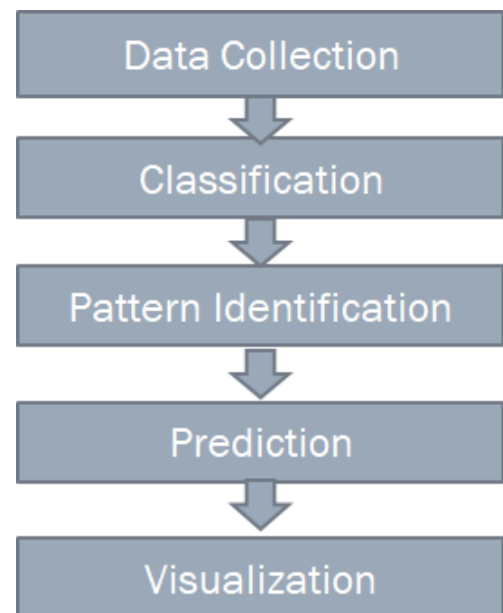 Data Collection
Classification
Pattern Identification
Prediction
Visualization